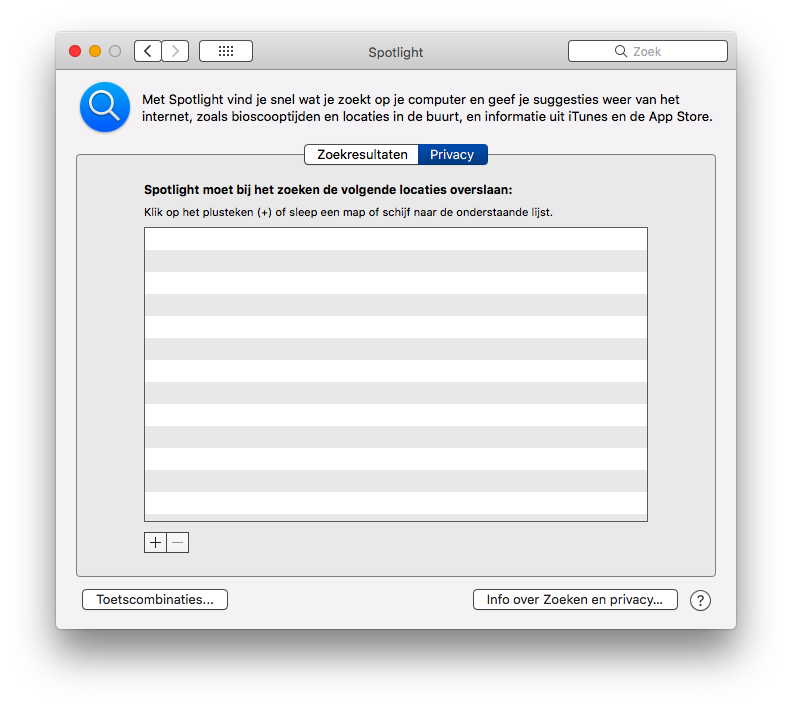 Spotlight
Zoek
Met Spotlight vind je snel wat je zoekt op je computer en geef je suggesties weer van het
internet, zoals bioscooptijden en locaties in de buurt, en informatie uit iTunes en de App Store.
Zoekresultaten
Privacy
Spotlight moet bij het zoeken de volgende locaties overslaan:
Klik op het plusteken (+) of sleep een map of schijf naar de onderstaande lijst.
+
−
Toetscombinaties...
Info over Zoeken en privacy...
?